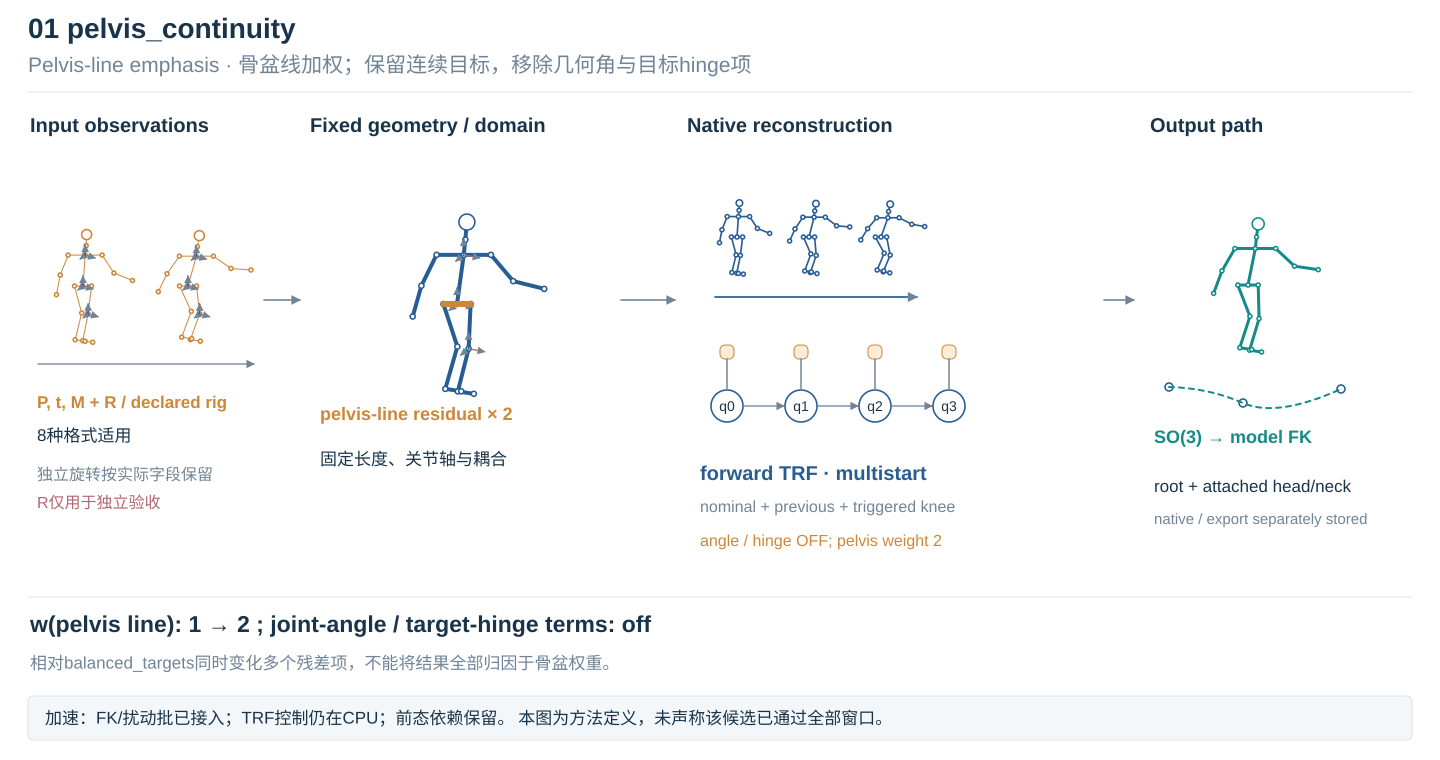 01 pelvis_continuity
Pelvis-line emphasis · 骨盆线加权；保留连续目标，移除几何角与目标hinge项
Input observations
Fixed geometry / domain
Native reconstruction
Output path
P, t, M + R / declared rig
8种格式适用
独立旋转按实际字段保留
R仅用于独立验收
pelvis-line residual × 2
固定长度、关节轴与耦合
q0
q1
q2
q3
forward TRF · multistart
nominal + previous + triggered knee
angle / hinge OFF; pelvis weight 2
SO(3) → model FK
root + attached head/neck
native / export separately stored
w(pelvis line): 1 → 2 ; joint-angle / target-hinge terms: off
相对balanced_targets同时变化多个残差项，不能将结果全部归因于骨盆权重。
加速：FK/扰动批已接入；TRF控制仍在CPU；前态依赖保留。 本图为方法定义，未声称该候选已通过全部窗口。